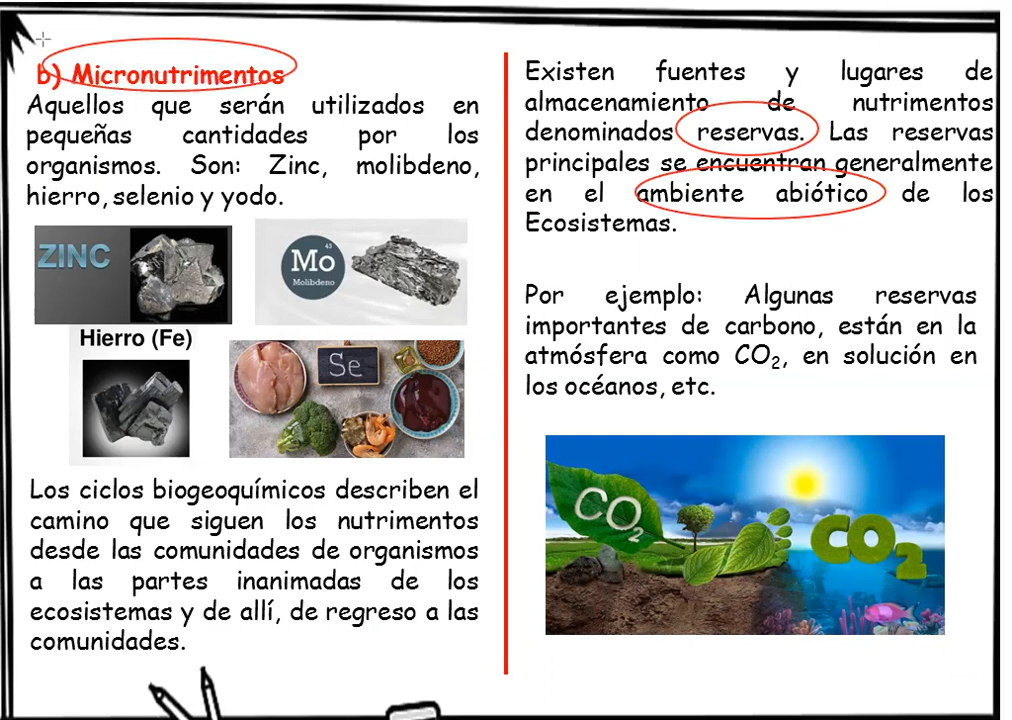 b) Micronutrimentos
Aquellos que serán utilizados en
pequeñas cantidades por los
organismos. Son: Zinc, molibdeno,
hierro, selenio y yodo.
ZINC
43
Mo
Molibdeno
Hierro (Fe)
Se
Los ciclos biogeoquímicos describen el
camino que siguen los nutrimentos
desde las comunidades de organismos
a las partes inanimadas de los
ecosistemas y de allí, de regreso a las
comunidades.
Existen fuentes y lugares de
almacenamiento de nutrimentos
denominados reservas. Las reservas
principales se encuentran generalmente
en el ambiente abiótico de los
Ecosistemas.
Por ejemplo: Algunas reservas
importantes de carbono, están en la
atmósfera como CO₂, en solución en
los océanos, etc.
CO₂
CO₂